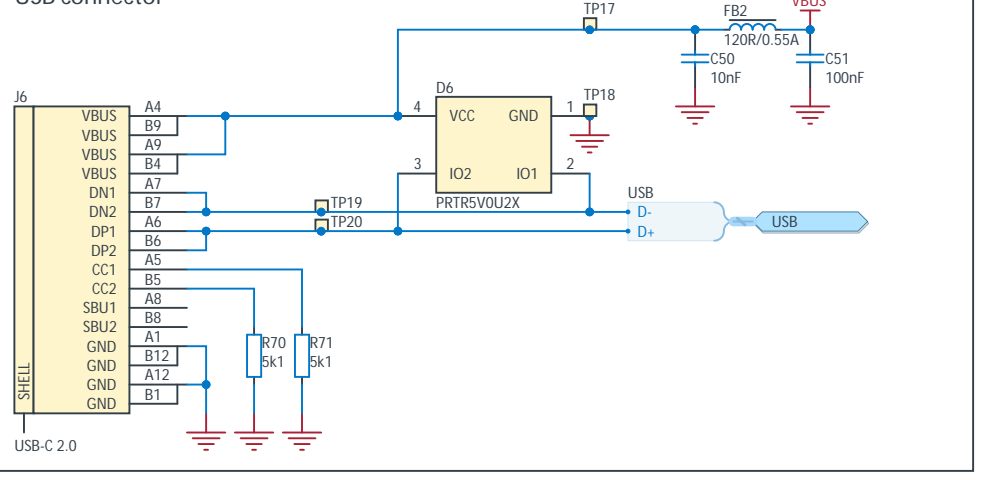 USB connector
TP17
FB2
VBUS
120R/0.55A
C50
10nF
C51
100nF
J6
D6
TP18
A4
VBUS
B9
VBUS
A9
VBUS
B4
VBUS
A7
DN1
B7
DN2
A6
DP1
B6
DP2
A5
CC1
B5
CC2
A8
SBU1
B8
SBU2
A1
GND
B12
GND
A12
GND
B1
GND
SHELL
USB-C 2.0
4
VCC
GND
1
3
IO2
IO1
2
PRTR5V0U2X
TP19
TP20
USB
D-
D+
USB
R70
5k1
R71
5k1